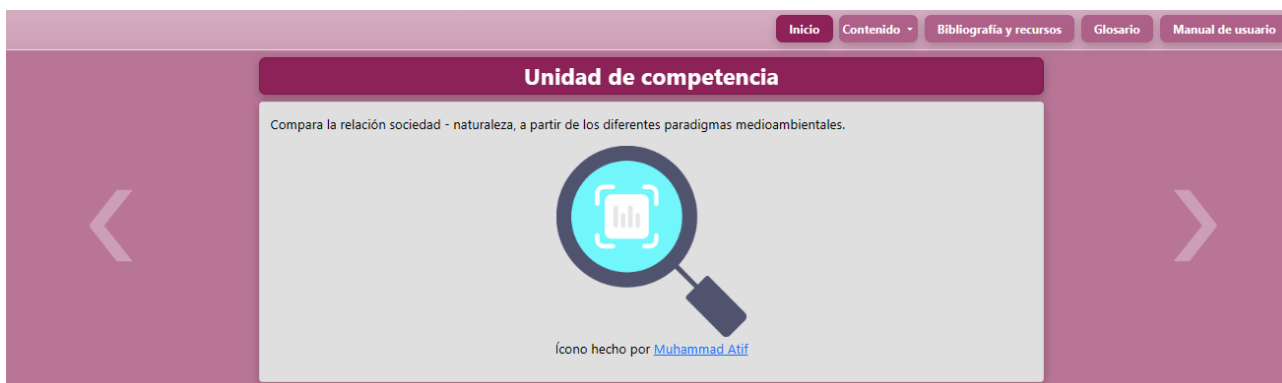 Inicio Contenido Bibliografía y recursos Glosario Manual de usuario
Unidad de competencia
Compara la relación sociedad - naturaleza, a partir de los diferentes paradigmas medioambientales.
Ícono hecho por Muhammad Atif